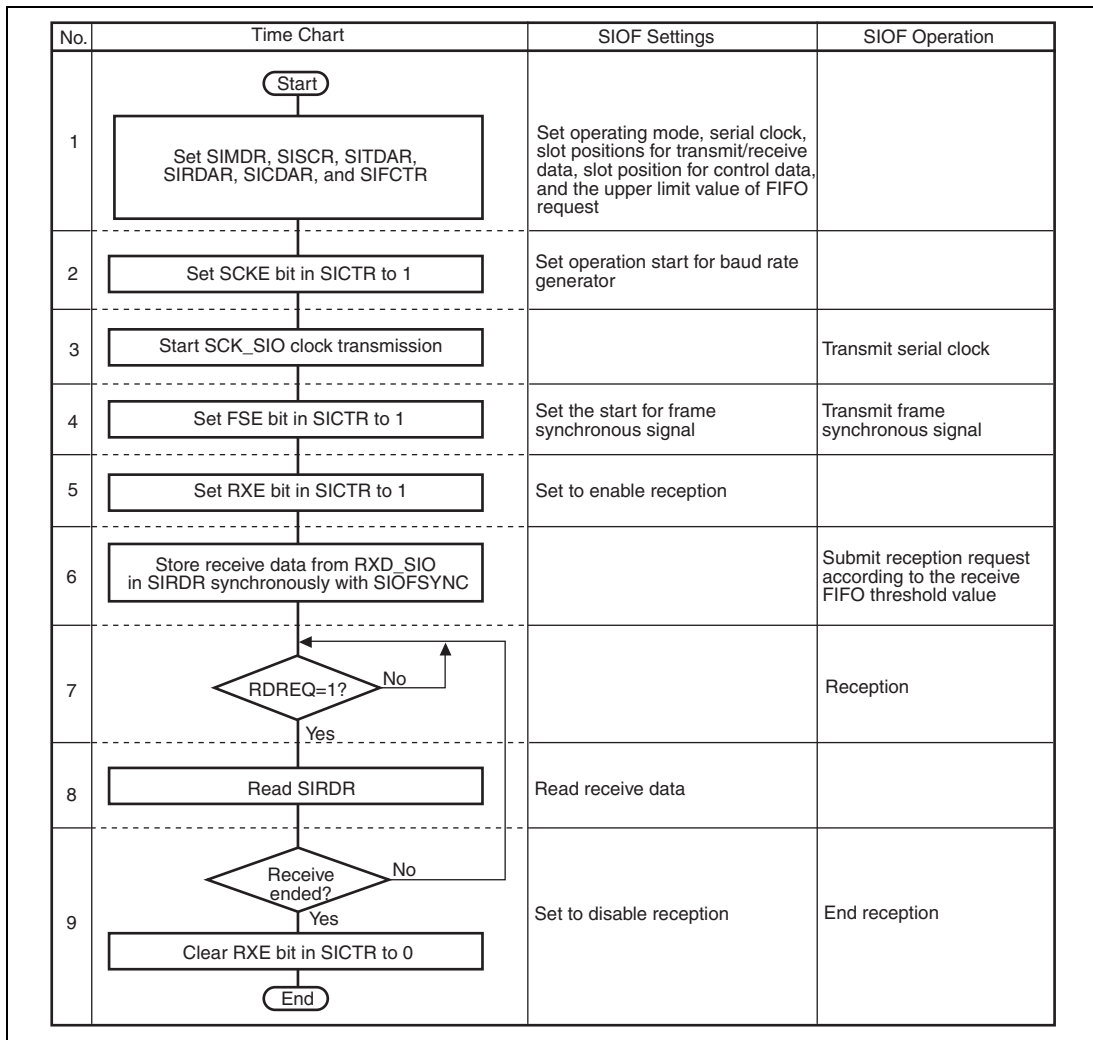 No.
Time Chart
SIOF Settings
SIOF Operation
Start
1
Set SIMDR, SISCR, SITDAR,
SIRDAR, SICDAR, and SIFCTR
Set operating mode, serial clock,
slot positions for transmit/receive
data, slot position for control data,
and the upper limit value of FIFO
request
2
Set SCKE bit in SICTR to 1
Set operation start for baud rate
generator
3
Start SCK_SIO clock transmission
Transmit serial clock
4
Set FSE bit in SICTR to 1
Set the start for frame
synchronous signal
Transmit frame
synchronous signal
5
Set RXE bit in SICTR to 1
Set to enable reception
6
Store receive data from RXD_SIO
in SIRDR synchronously with SIOFSYNC
Submit reception request
according to the receive
FIFO threshold value
7
RDREQ=1?
No
Yes
Reception
8
Read SIRDR
Read receive data
9
Receive
ended?
No
Yes
Clear RXE bit in SICTR to 0
Set to disable reception
End reception
End